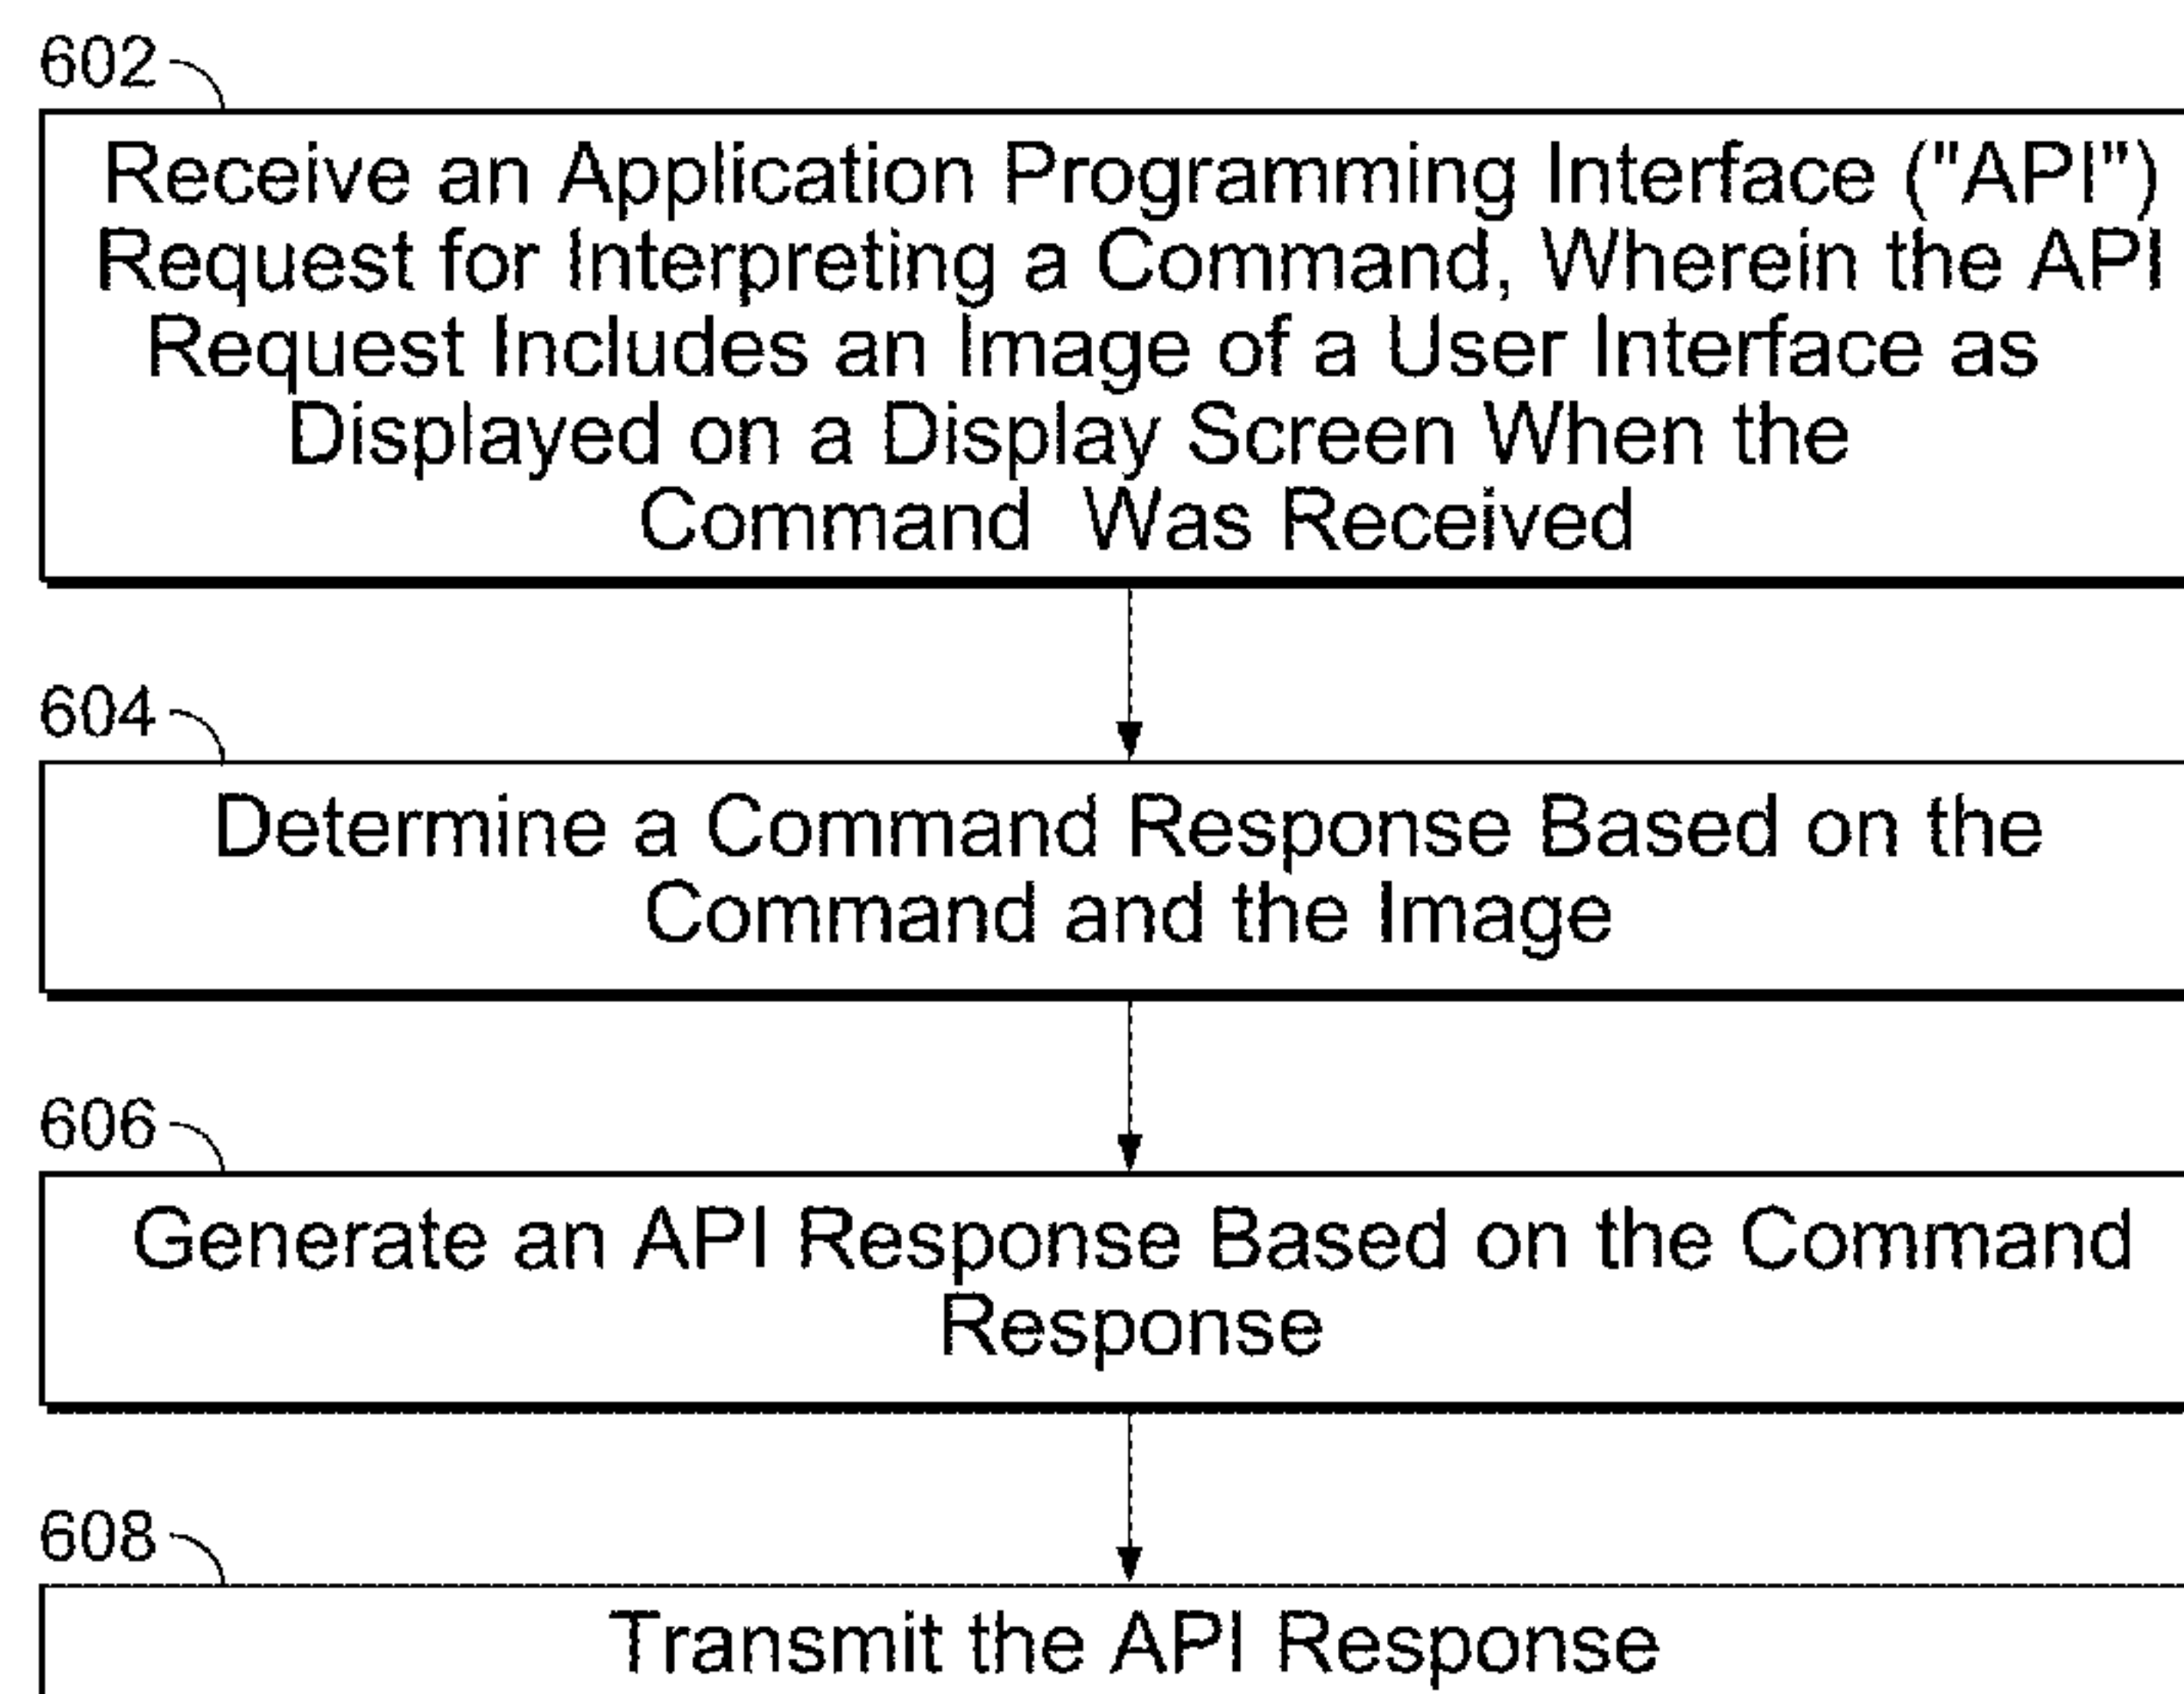 602
Receive an Application Programming Interface ("API")
Request for Interpreting a Command, Wherein the API
Request Includes an Image of a User Interface as
Displayed on a Display Screen When the
Command Was Received
604
Determine a Command Response Based on the
Command and the Image
606
Generate an API Response Based on the Command
Response
608
Transmit the API Response